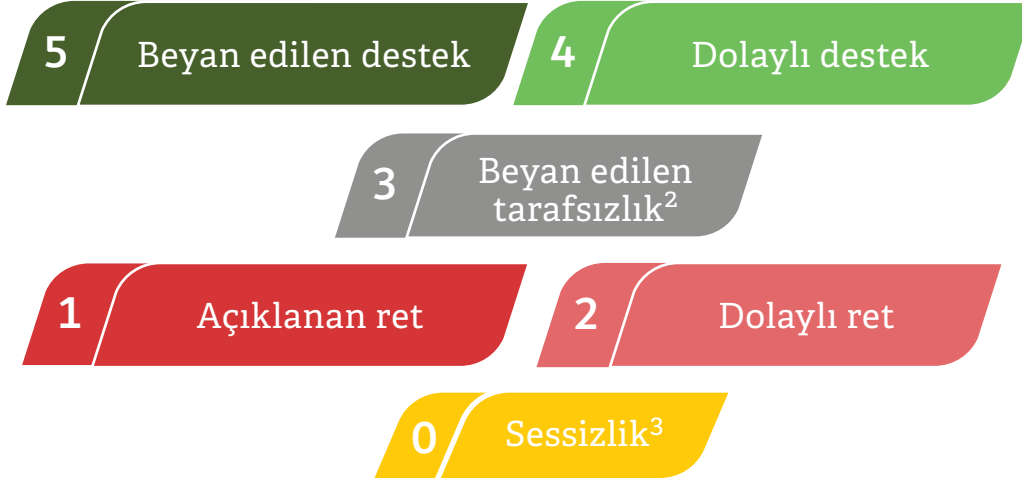 5 Beyan edilen destek
4 Dolaylı destek
3 Beyan edilen
tarafsızlık²
1 Açıklanan ret
2 Dolaylı ret
0 Sessizlik³